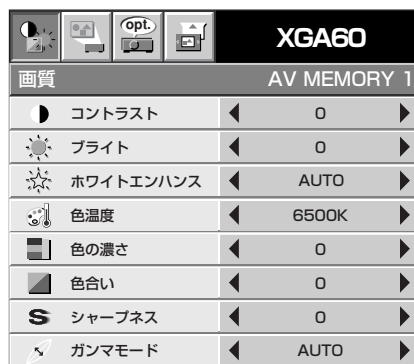 opt.
XGA60
画質 AV MEMORY 1
コントラスト 0
ブライト 0
ホワイトエンハンス AUTO
色温度 6500K
色の濃さ 0
色合い 0
S シャープネス 0
ガンマモード AUTO